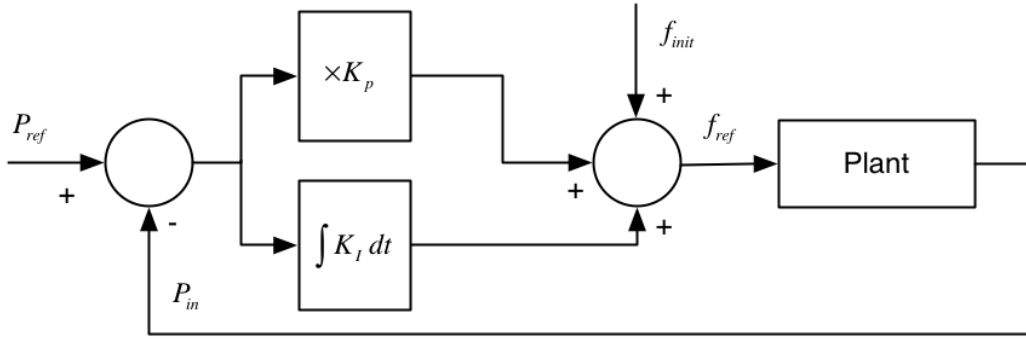 f_init
×K_p
+
P_ref
f_ref
Plant
+
+
-
∫ K_I dt
+
P_in